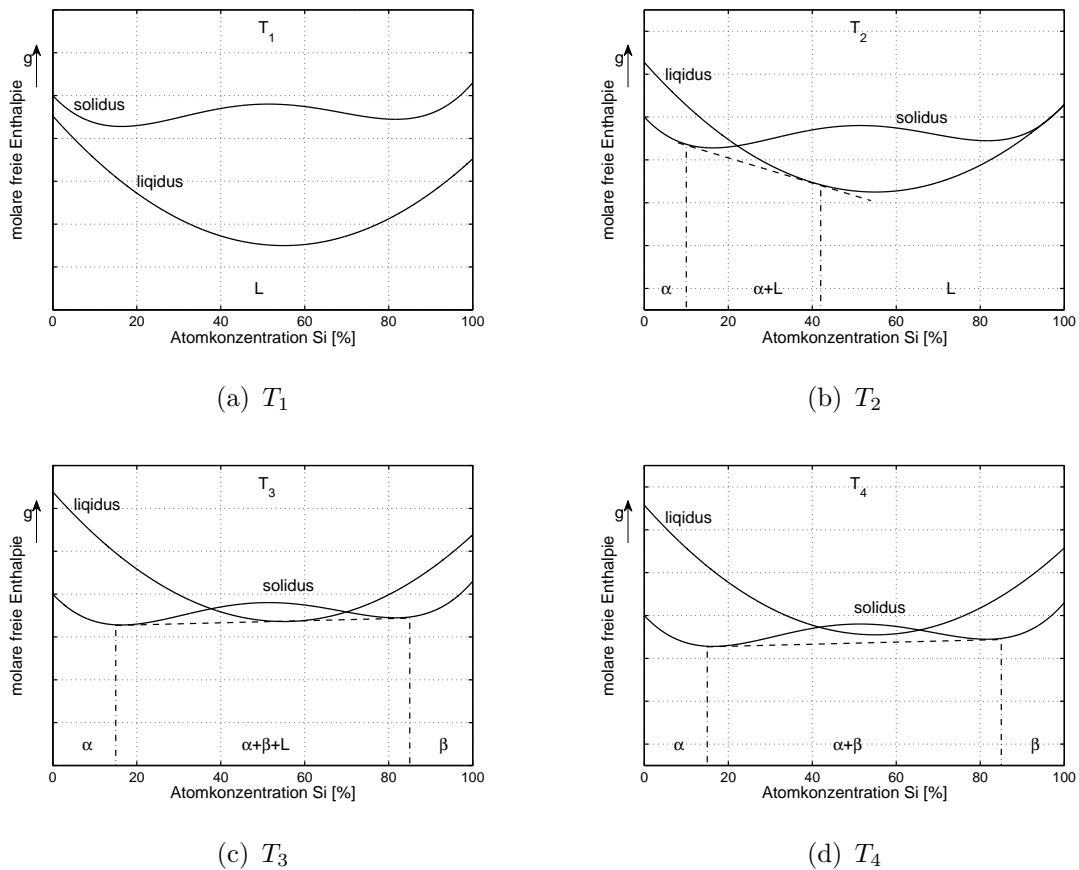 T1
g
molare freie Enthalpie
solidus
liqidus
L
0 20 40 60 80 100
Atomkonzentration Si [%]
(a) T1
T2
g
molare freie Enthalpie
liqidus
solidus
α α+L L
0 20 40 60 80 100
Atomkonzentration Si [%]
(b) T2
T3
g
molare freie Enthalpie
liqidus
solidus
α α+β+L β
0 20 40 60 80 100
Atomkonzentration Si [%]
(c) T3
T4
g
molare freie Enthalpie
liqidus
solidus
α α+β β
0 20 40 60 80 100
Atomkonzentration Si [%]
(d) T4